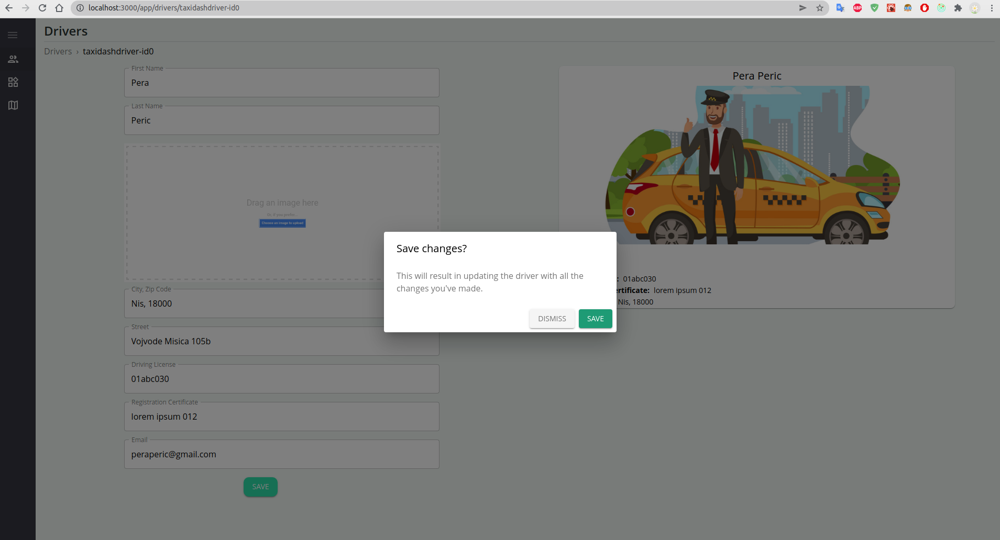 localhost:3000/app/drivers/taxidashdriver-id0
Drivers
Drivers › taxidashdriver-id0
First Name
Pera
Last Name
Peric
Drag an image here
Or, if you prefer...
Choose an image to upload
City, Zip Code
Nis, 18000
Street
Vojvode Misica 105b
Driving License
01abc030
Registration Certificate
lorem ipsum 012
Email
peraperic@gmail.com
SAVE
Pera Peric
: 01abc030
ertificate: lorem ipsum 012
Nis, 18000
Save changes?
This will result in updating the driver with all the
changes you've made.
DISMISS SAVE
ABP